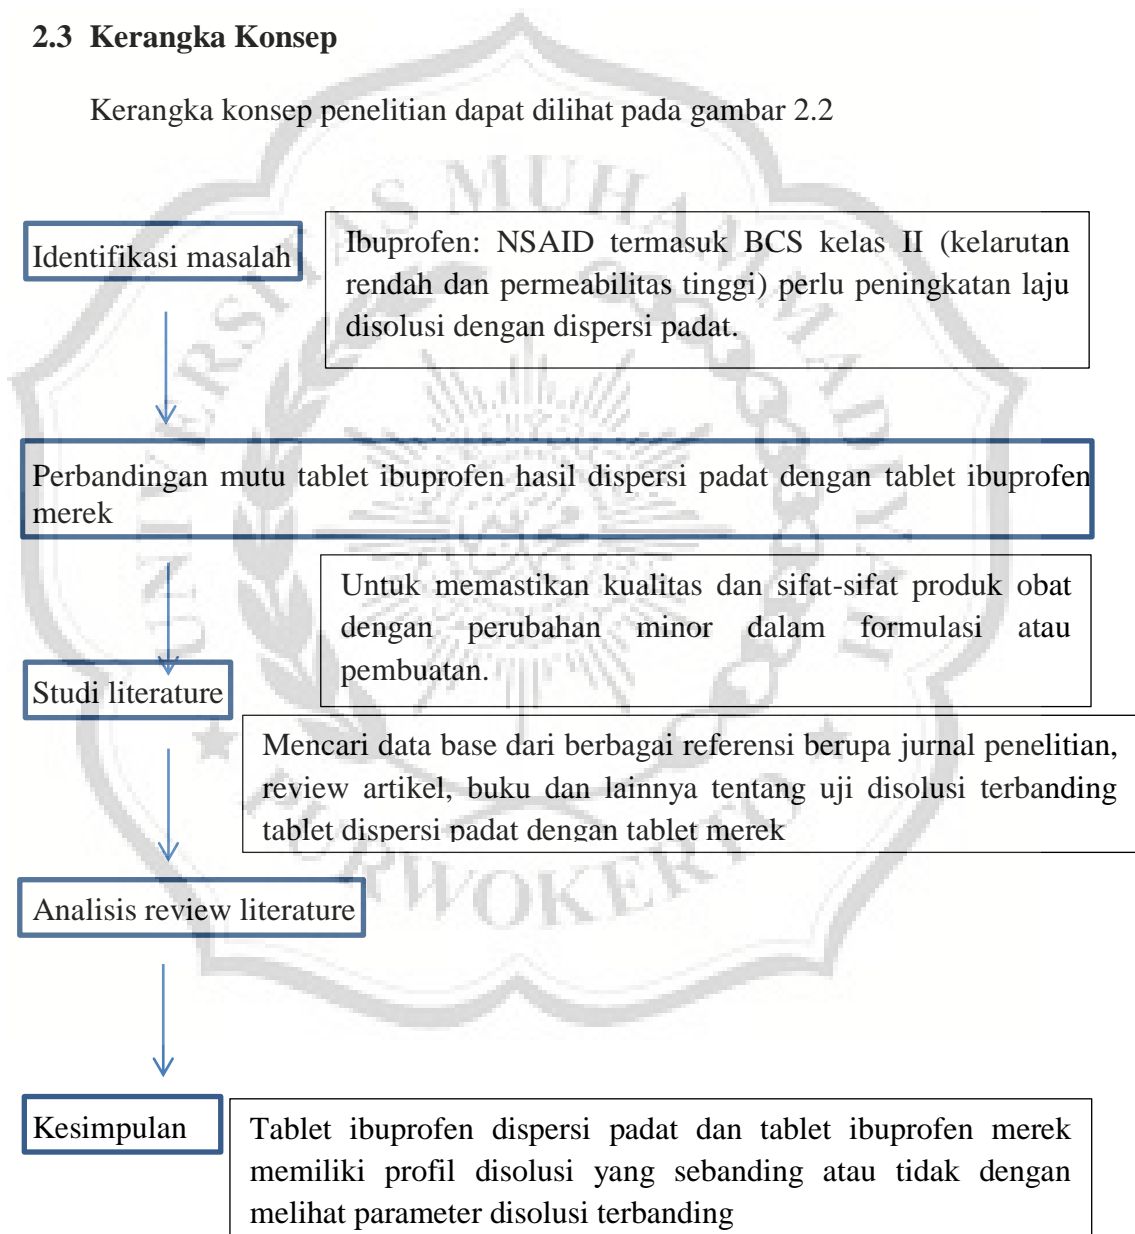 2.3 Kerangka Konsep
Kerangka konsep penelitian dapat dilihat pada gambar 2.2
Identifikasi masalah
Ibuprofen: NSAID termasuk BCS kelas II (kelarutan
rendah dan permeabilitas tinggi) perlu peningkatan laju
disolusi dengan dispersi padat.
Perbandingan mutu tablet ibuprofen hasil dispersi padat dengan tablet ibuprofen
merek
Untuk memastikan kualitas dan sifat-sifat produk obat
dengan perubahan minor dalam formulasi atau
pembuatan.
Studi literature
Mencari data base dari berbagai referensi berupa jurnal penelitian,
review artikel, buku dan lainnya tentang uji disolusi terbanding
tablet dispersi padat dengan tablet merek
Analisis review literature
Kesimpulan
Tablet ibuprofen dispersi padat dan tablet ibuprofen merek
memiliki profil disolusi yang sebanding atau tidak dengan
melihat parameter disolusi terbanding
UNIVERSITAS MUHAMMADIYAH
PURWOKERTO